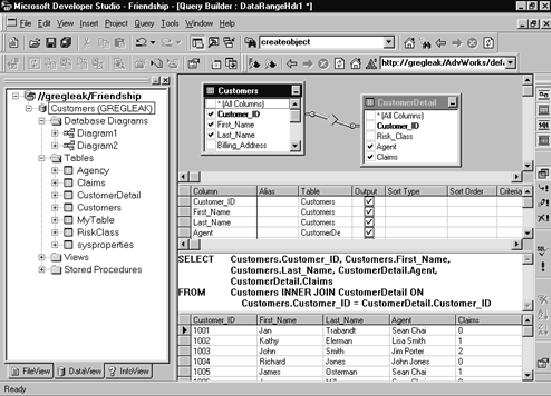 Microsoft Developer Studio - Friendship - [Query Builder : DataRangeHdr1 *]
File Edit View Insert Project Query Tools Window Help
createobject
http://gregleak/AdvWorks/def
//gregleak/Friendship
Customers (GREGLEAK)
Database Diagrams
Diagram1
Diagram2
Tables
Agency
Claims
CustomerDetail
Customers
MyTable
RiskClass
sysproperties
Views
Stored Procedures
FileView DataView InfoView
Customers
* (All Columns)
Customer_ID
First_Name
Last_Name
Billing_Address
CustomerDetail
* (All Columns)
Customer_ID
Risk_Class
Agent
Claims
Column Alias Table Output Sort Type Sort Order Criteria
Customer_ID Customers
First_Name Customers
Last_Name Customers
Agent CustomerDe
SELECT Customers.Customer_ID, Customers.First_Name,
Customers.Last_Name, CustomerDetail.Agent,
CustomerDetail.Claims
FROM Customers INNER JOIN CustomerDetail ON
Customers.Customer_ID = CustomerDetail.Customer_ID
Customer_ID First_Name Last_Name Agent Claims
1001 Jan Trabandt Sean Chai 0
1002 Kathy Elerman Lisa Smith 1
1003 John Smith Jim Porter 2
1004 Richard Jones John Jones 0
1005 James Osterman Sean Chai 1
Ready